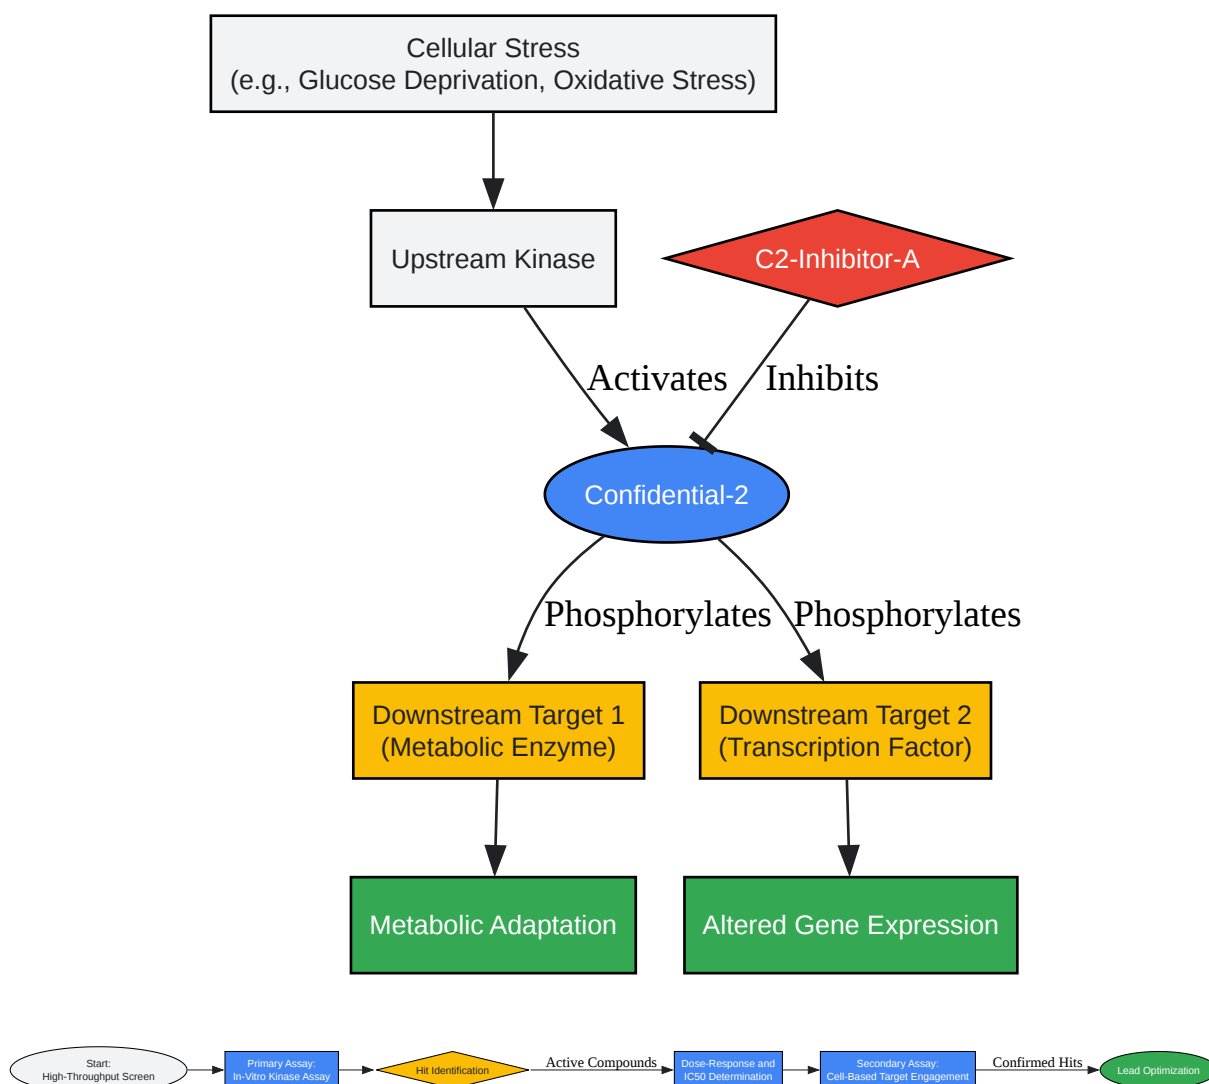 Cellular Stress
(e.g., Glucose Deprivation, Oxidative Stress)
Upstream Kinase
C2-Inhibitor-A
Activates
Inhibits
Confidential-2
Phosphorylates
Phosphorylates
Downstream Target 1
(Metabolic Enzyme)
Downstream Target 2
(Transcription Factor)
Metabolic Adaptation
Altered Gene Expression
Start:
High-Throughput Screen
Primary Assay:
In-Vitro Kinase Assay
Hit Identification
Active Compounds
Dose-Response and
IC50 Determination
Secondary Assay:
Cell-Based Target Engagement
Confirmed Hits
Lead Optimization